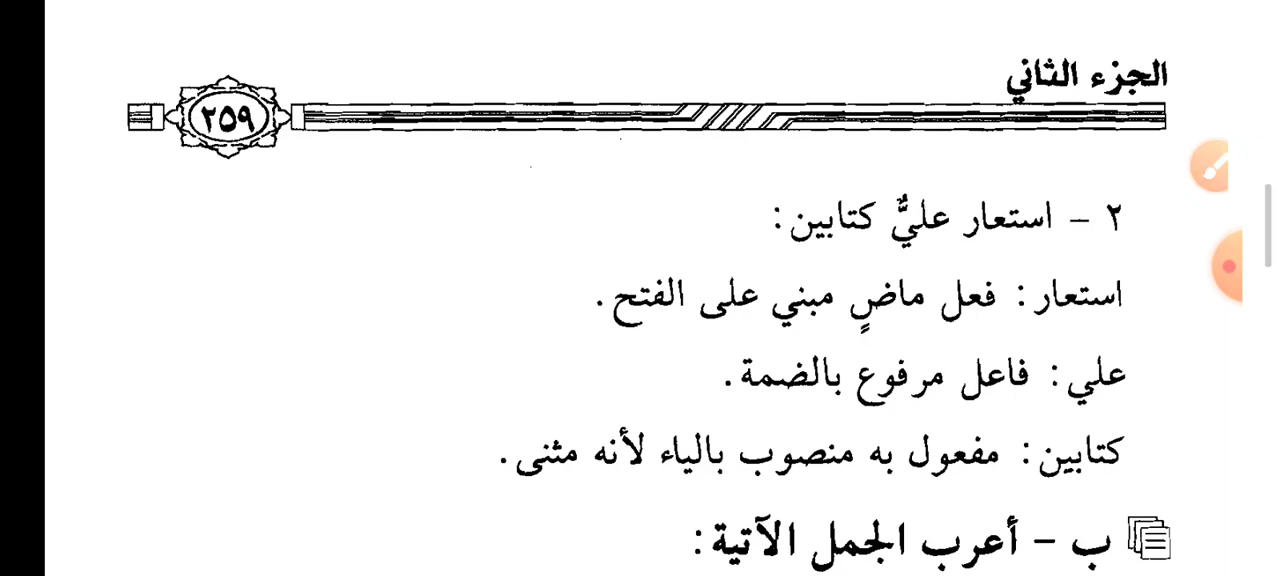 الجزء الثاني
٢٥٩
٢ - استعار عليٌّ كتابين:
استعار: فعل ماضٍ مبني على الفتح.
علي: فاعل مرفوع بالضمة.
كتابين: مفعول به منصوب بالياء لأنه مثنى.
ب - أعرب الجمل الآتية: